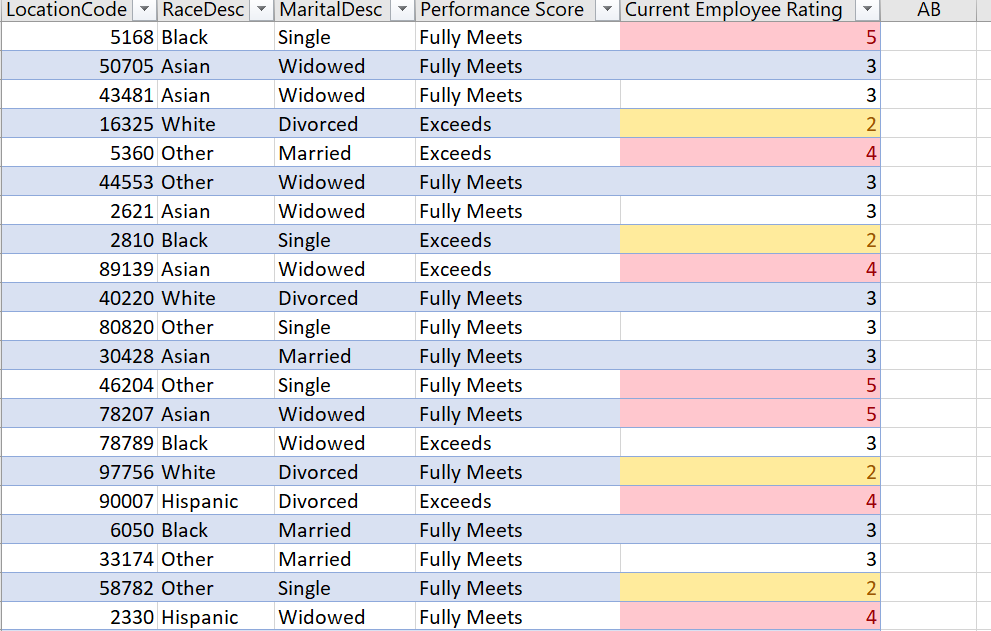 LocationCode RaceDesc MaritalDesc Performance Score Current Employee Rating AB
5168 Black Single Fully Meets 5
50705 Asian Widowed Fully Meets 3
43481 Asian Widowed Fully Meets 3
16325 White Divorced Exceeds 2
5360 Other Married Exceeds 4
44553 Other Widowed Fully Meets 3
2621 Asian Widowed Fully Meets 3
2810 Black Single Exceeds 2
89139 Asian Widowed Exceeds 4
40220 White Divorced Fully Meets 3
80820 Other Single Fully Meets 3
30428 Asian Married Fully Meets 3
46204 Other Single Fully Meets 5
78207 Asian Widowed Fully Meets 5
78789 Black Widowed Exceeds 3
97756 White Divorced Fully Meets 2
90007 Hispanic Divorced Exceeds 4
6050 Black Married Fully Meets 3
33174 Other Married Fully Meets 3
58782 Other Single Fully Meets 2
2330 Hispanic Widowed Fully Meets 4